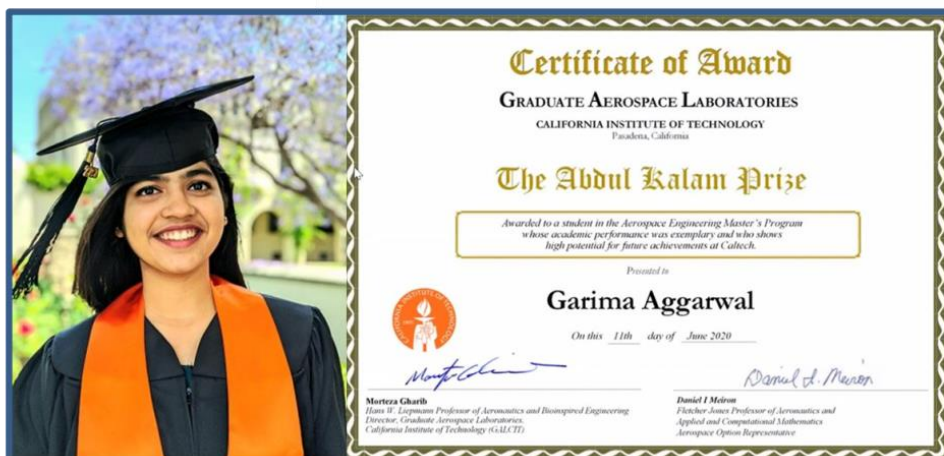 Certificate of Award
GRADUATE AEROSPACE LABORATORIES
CALIFORNIA INSTITUTE OF TECHNOLOGY
Pasadena, California
The Abdul Kalam Prize
Awarded to a student in the Aerospace Engineering Master's Program
whose academic performance was exemplary and who shows
high potential for future achievements at Caltech.
Presented to
Garima Aggarwal
On this 11th day of June 2020
Daniel I. Meiron
Morteza Gharib
Hans W. Liepmann Professor of Aeronautics and Bioinspired Engineering
Director, Graduate Aerospace Laboratories,
California Institute of Technology (GALCIT)
Daniel I Meiron
Fletcher Jones Professor of Aeronautics and
Applied and Computational Mathematics
Aerospace Option Representative